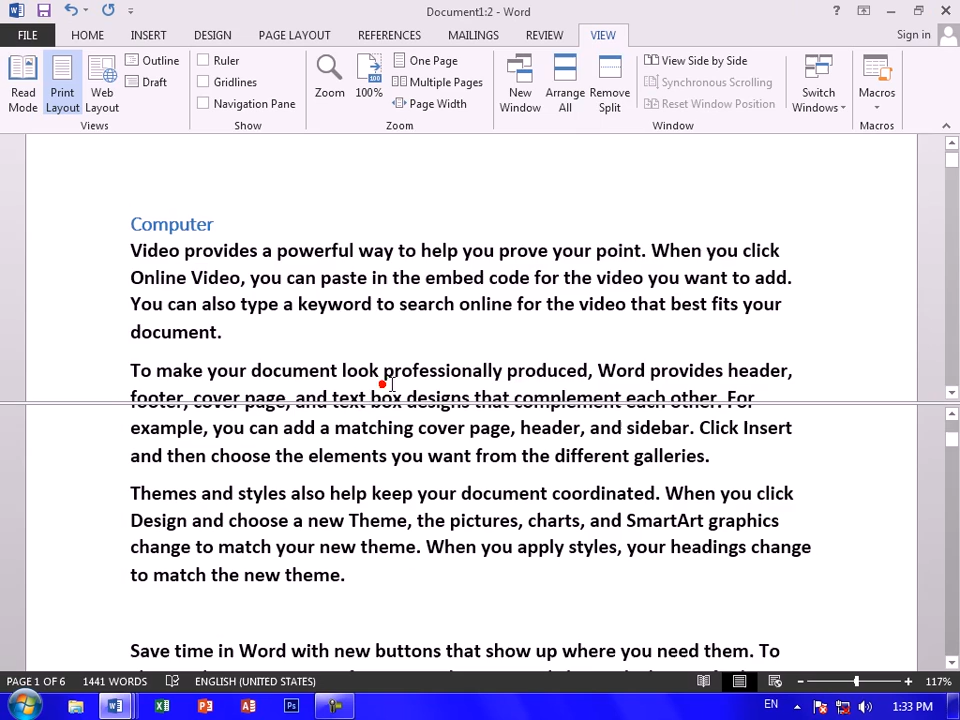 Document1:2 - Word
?
FILE HOME INSERT DESIGN PAGE LAYOUT REFERENCES MAILINGS REVIEW VIEW Sign in
Read Mode
Print Layout
Web Layout
Outline
Draft
Views
Ruler
Gridlines
Navigation Pane
Show
Zoom
100
100%
One Page
Multiple Pages
Page Width
Zoom
New Window
Arrange All
Remove Split
View Side by Side
Synchronous Scrolling
Reset Window Position
Switch Windows
Window
Macros
Macros
Computer
Video provides a powerful way to help you prove your point. When you click
Online Video, you can paste in the embed code for the video you want to add.
You can also type a keyword to search online for the video that best fits your
document.
To make your document look professionally produced, Word provides header,
footer, cover page, and text box designs that complement each other. For
example, you can add a matching cover page, header, and sidebar. Click Insert
and then choose the elements you want from the different galleries.
Themes and styles also help keep your document coordinated. When you click
Design and choose a new Theme, the pictures, charts, and SmartArt graphics
change to match your new theme. When you apply styles, your headings change
to match the new theme.
Save time in Word with new buttons that show up where you need them. To
PAGE 1 OF 6 1441 WORDS ENGLISH (UNITED STATES) 117%
EN 1:33 PM